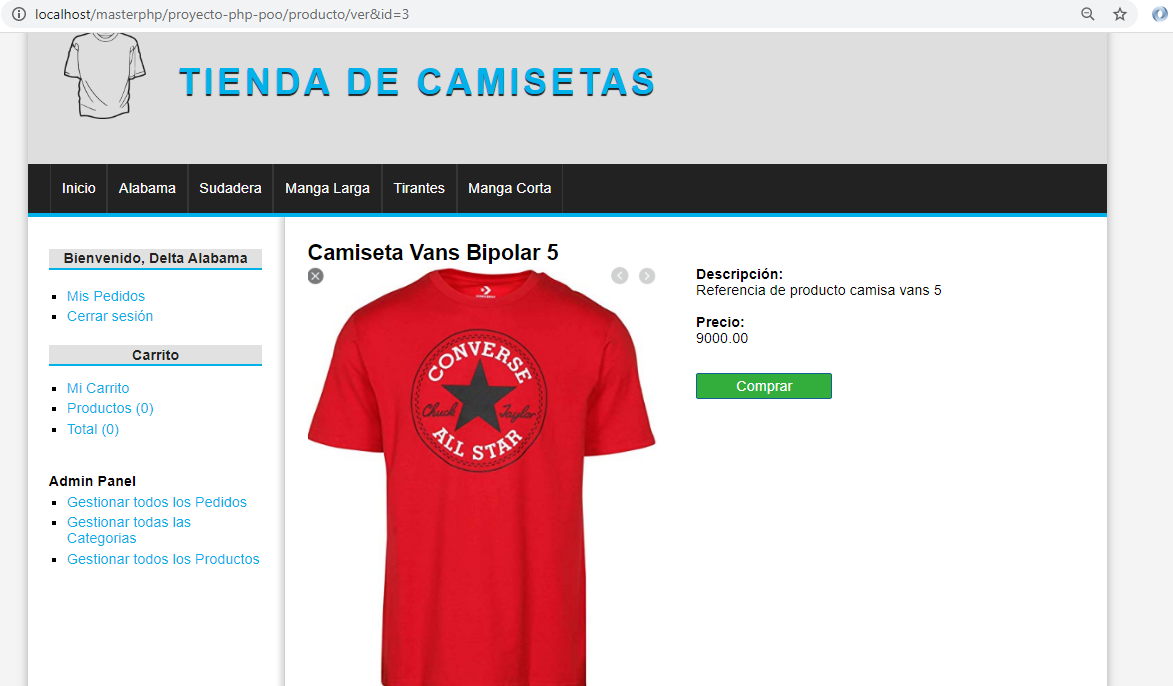 localhost/masterphp/proyecto-php-poo/producto/ver&id=3
TIENDA DE CAMISETAS
Inicio
Alabama
Sudadera
Manga Larga
Tirantes
Manga Corta
Bienvenido, Delta Alabama
Mis Pedidos
Cerrar sesión
Carrito
Mi Carrito
Productos (0)
Total (0)
Admin Panel
Gestionar todos los Pedidos
Gestionar todas las
Categorias
Gestionar todos los Productos
Camiseta Vans Bipolar 5
CONVERSE
CONVERSE
Chuck Taylor
ALL STAR
Descripción:
Referencia de producto camisa vans 5
Precio:
9000.00
Comprar